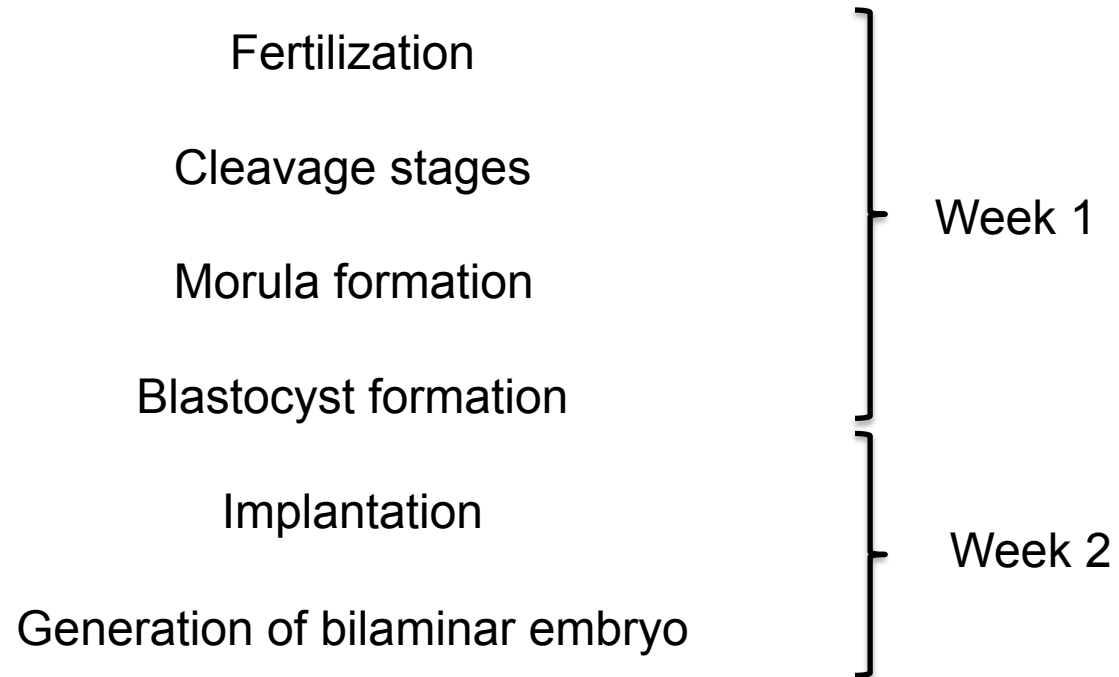 Fertilization
Cleavage stages
Week 1
Morula formation
Blastocyst formation
Implantation
Week 2
Generation of bilaminar embryo